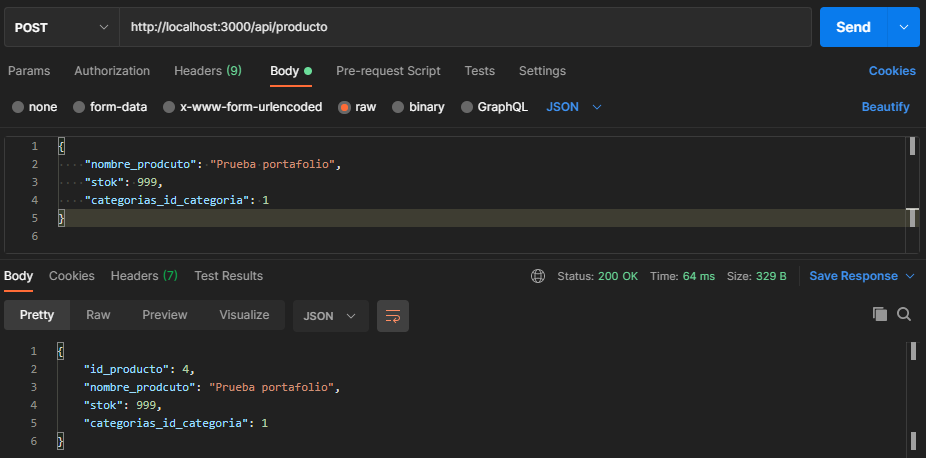 POST http://localhost:3000/api/producto Send
Params Authorization Headers (9) Body Pre-request Script Tests Settings Cookies
none form-data x-www-form-urlencoded raw binary GraphQL JSON Beautify
1 {
2 "nombre_prodcuto": "Prueba portafolio",
3 "stok": 999,
4 "categorias_id_categoria": 1
5 }
6
Body Cookies Headers (7) Test Results Status: 200 OK Time: 64 ms Size: 329 B Save Response
Pretty Raw Preview Visualize JSON
1 {
2 "id_producto": 4,
3 "nombre_prodcuto": "Prueba portafolio",
4 "stok": 999,
5 "categorias_id_categoria": 1
6 }